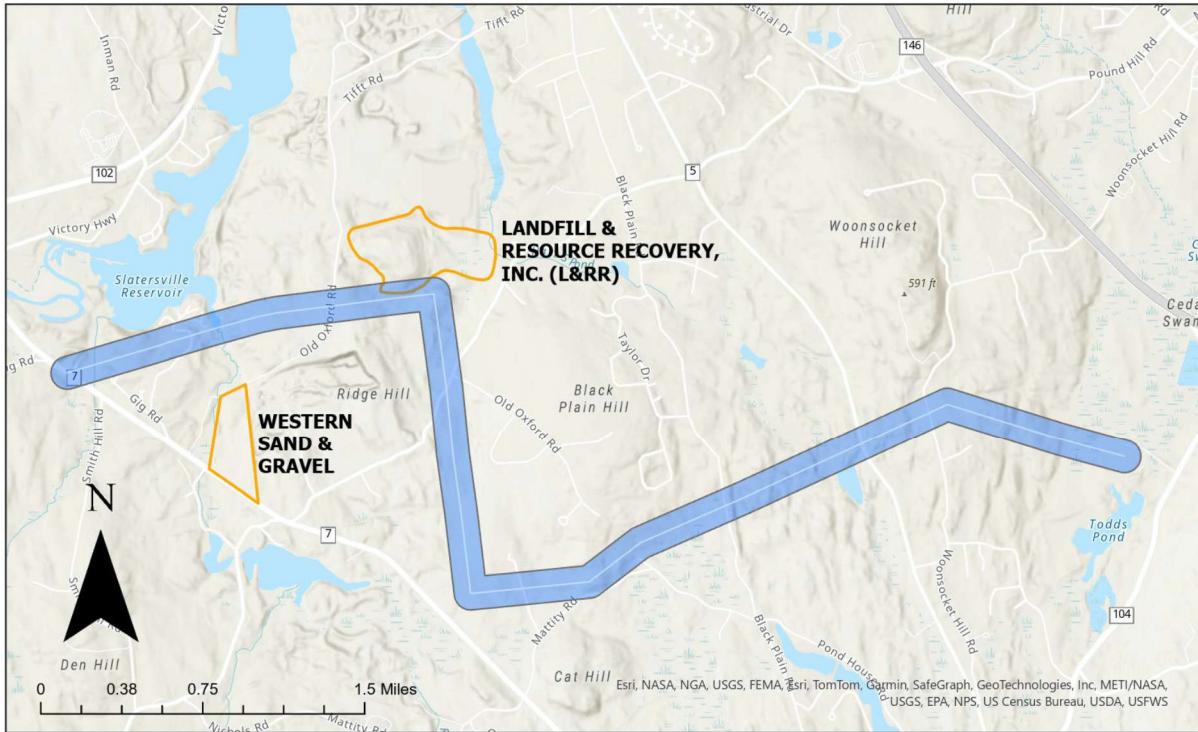 Hill
Tifft Rd
Inman Rd
146
Pound Hill Rd
Tifft Rd
102
5
Woonsocket Hill Rd
Victory Hwy
Black Plain
LANDFILL &
RESOURCE RECOVERY,
INC. (L&RR)
Pond
Woonsocket
Hill
Slatersville
Reservoir
591 ft
Old Oxford Rd
Taylor Dr
7
Gig Rd
Ridge Hill
Black
Plain Hill
Old Oxford Rd
WESTERN
SAND &
GRAVEL
Smith Hill Rd
N
7
Todds
Pond
Woonsocket Hill Rd
Mattity Rd
Black Plain Rd
104
Den Hill
Cat Hill
Pond House Rd
0 0.38 0.75 1.5 Miles
Esri, NASA, NGA, USGS, FEMA, Esri, TomTom, Garmin, SafeGraph, GeoTechnologies, Inc, METI/NASA,
USGS, EPA, NPS, US Census Bureau, USDA, USFWS
Nichols Rd
Mattity Rd